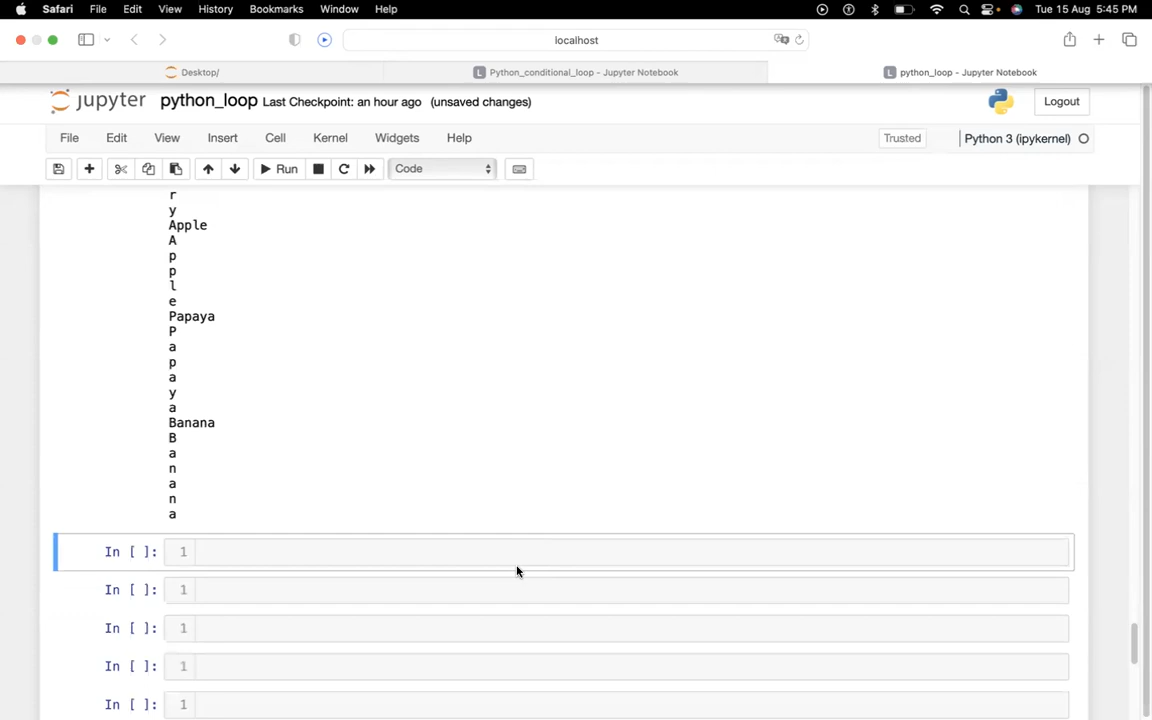 Safari File Edit View History Bookmarks Window Help Tue 15 Aug 5:45 PM
localhost
Desktop/ Python_conditional_loop - Jupyter Notebook python_loop - Jupyter Notebook
jupyter python_loop Last Checkpoint: an hour ago (unsaved changes) Logout
File Edit View Insert Cell Kernel Widgets Help Trusted Python 3 (ipykernel)
Run Code
r
y
Apple
A
p
p
l
e
Papaya
P
a
p
a
y
a
Banana
B
a
n
a
n
a
In [ ]: 1
In [ ]: 1
In [ ]: 1
In [ ]: 1
In [ ]: 1